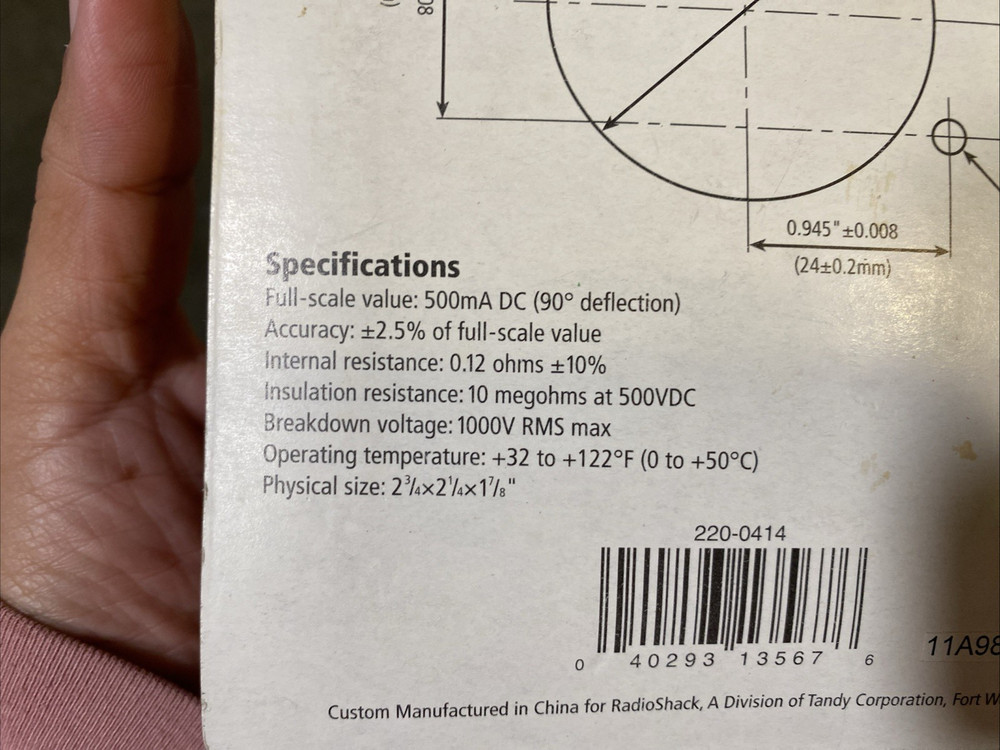 08
)
0.945"±0.008
(24±0.2mm)
Specifications
Full-scale value: 500mA DC (90° deflection)
Accuracy: ±2.5% of full-scale value
Internal resistance: 0.12 ohms ±10%
Insulation resistance: 10 megohms at 500VDC
Breakdown voltage: 1000V RMS max
Operating temperature: +32 to +122°F (0 to +50°C)
Physical size: 2³/₄×2¹/₄×1⁷/₈"
220-0414
0 40293 13567 6
11A98
Custom Manufactured in China for RadioShack, A Division of Tandy Corporation, Fort W